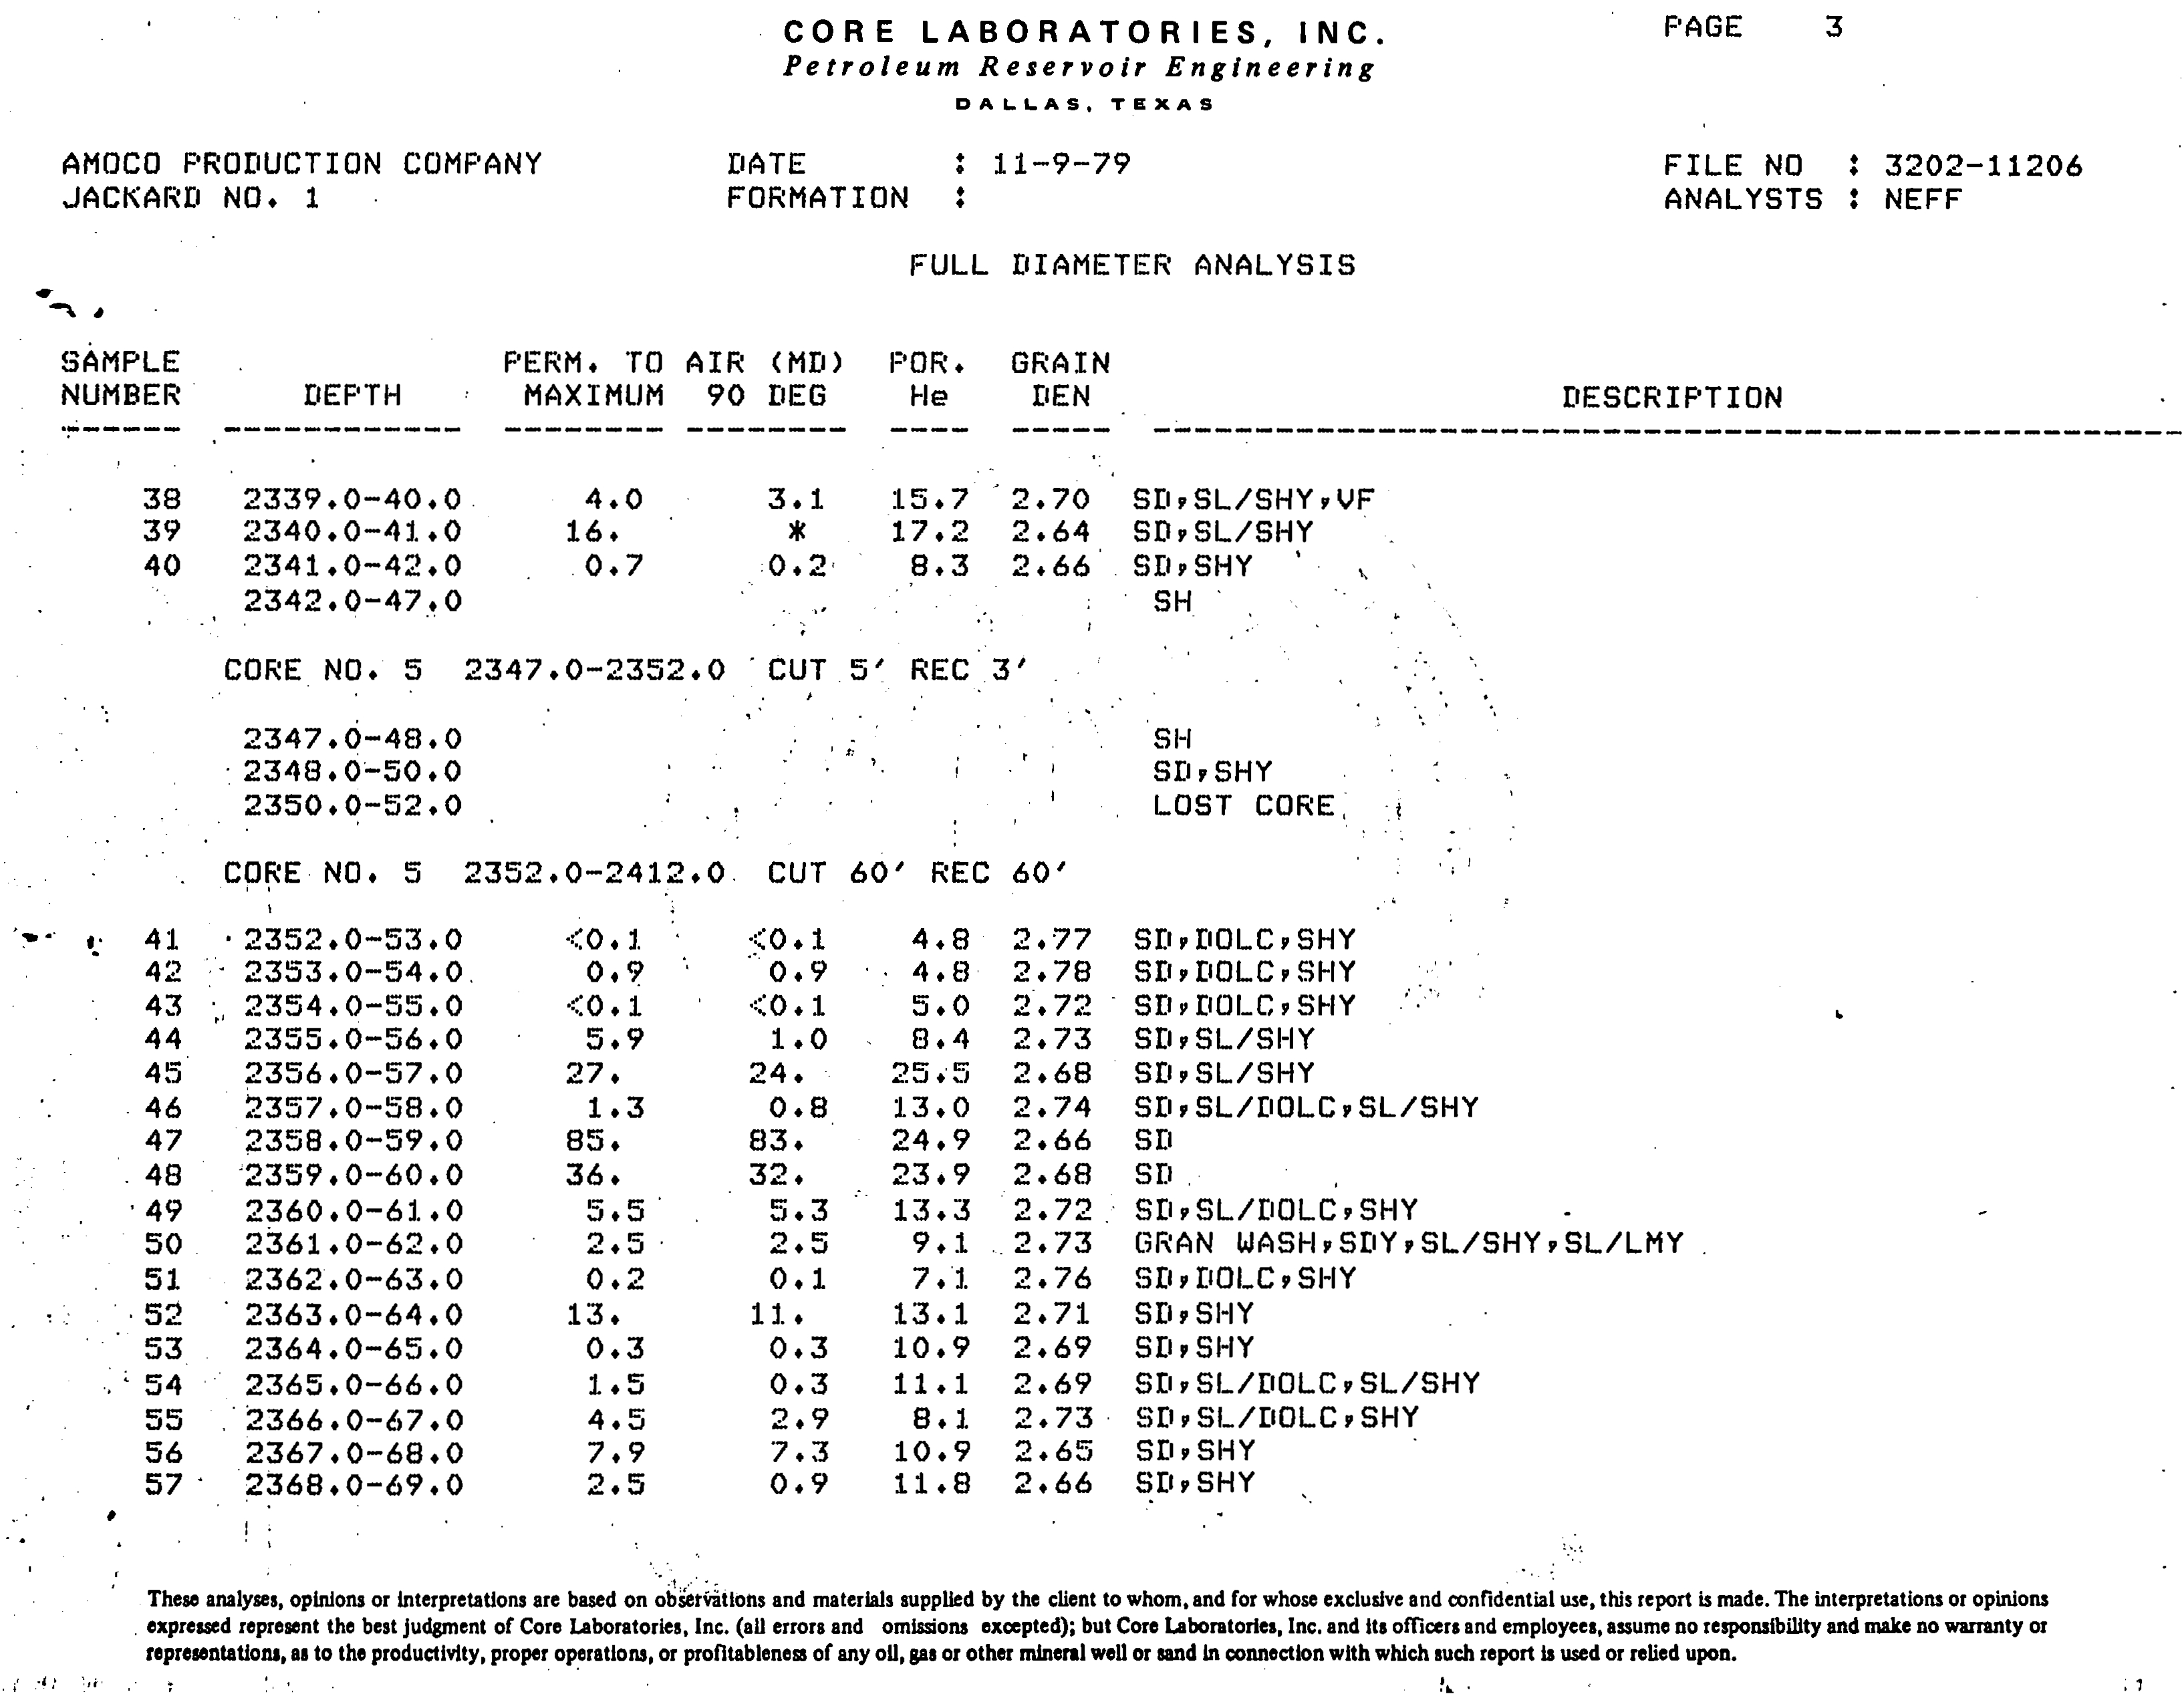 CORE LABORATORIES, INC.
Petroleum Reservoir Engineering
DALLAS, TEXAS
PAGE 3
AMOCO PRODUCTION COMPANY DATE : 11-9-79 FILE NO : 3202-11206
JACKARD NO. 1 FORMATION : ANALYSTS : NEFF
FULL DIAMETER ANALYSIS
SAMPLE PERM. TO AIR (MD) POR. GRAIN
NUMBER DEPTH MAXIMUM 90 DEG He DEN DESCRIPTION
38 2339.0-40.0 4.0 3.1 15.7 2.70 SD,SL/SHY,VF
39 2340.0-41.0 16. * 17.2 2.64 SD,SL/SHY
40 2341.0-42.0 0.7 0.2 8.3 2.66 SD,SHY
2342.0-47.0 SH
CORE NO. 5 2347.0-2352.0 CUT 5' REC 3'
2347.0-48.0 SH
2348.0-50.0 SD,SHY
2350.0-52.0 LOST CORE
CORE NO. 5 2352.0-2412.0 CUT 60' REC 60'
41 2352.0-53.0 <0.1 <0.1 4.8 2.77 SD,DOLC,SHY
42 2353.0-54.0 0.9 0.9 4.8 2.78 SD,DOLC,SHY
43 2354.0-55.0 <0.1 <0.1 5.0 2.72 SD,DOLC,SHY
44 2355.0-56.0 5.9 1.0 8.4 2.73 SD,SL/SHY
45 2356.0-57.0 27. 24. 25.5 2.68 SD,SL/SHY
46 2357.0-58.0 1.3 0.8 13.0 2.74 SD,SL/DOLC,SL/SHY
47 2358.0-59.0 85. 83. 24.9 2.66 SD
48 2359.0-60.0 36. 32. 23.9 2.68 SD
49 2360.0-61.0 5.5 5.3 13.3 2.72 SD,SL/DOLC,SHY
50 2361.0-62.0 2.5 2.5 9.1 2.73 GRAN WASH,SDY,SL/SHY,SL/LMY
51 2362.0-63.0 0.2 0.1 7.1 2.76 SD,DOLC,SHY
52 2363.0-64.0 13. 11. 13.1 2.71 SD,SHY
53 2364.0-65.0 0.3 0.3 10.9 2.69 SD,SHY
54 2365.0-66.0 1.5 0.3 11.1 2.69 SD,SL/DOLC,SL/SHY
55 2366.0-67.0 4.5 2.9 8.1 2.73 SD,SL/DOLC,SHY
56 2367.0-68.0 7.9 7.3 10.9 2.65 SD,SHY
57 2368.0-69.0 2.5 0.9 11.8 2.66 SD,SHY
These analyses, opinions or interpretations are based on observations and materials supplied by the client to whom, and for whose exclusive and confidential use, this report is made. The interpretations or opinions
expressed represent the best judgment of Core Laboratories, Inc. (all errors and omissions excepted); but Core Laboratories, Inc. and its officers and employees, assume no responsibility and make no warranty or
representations, as to the productivity, proper operations, or profitableness of any oil, gas or other mineral well or sand in connection with which such report is used or relied upon.